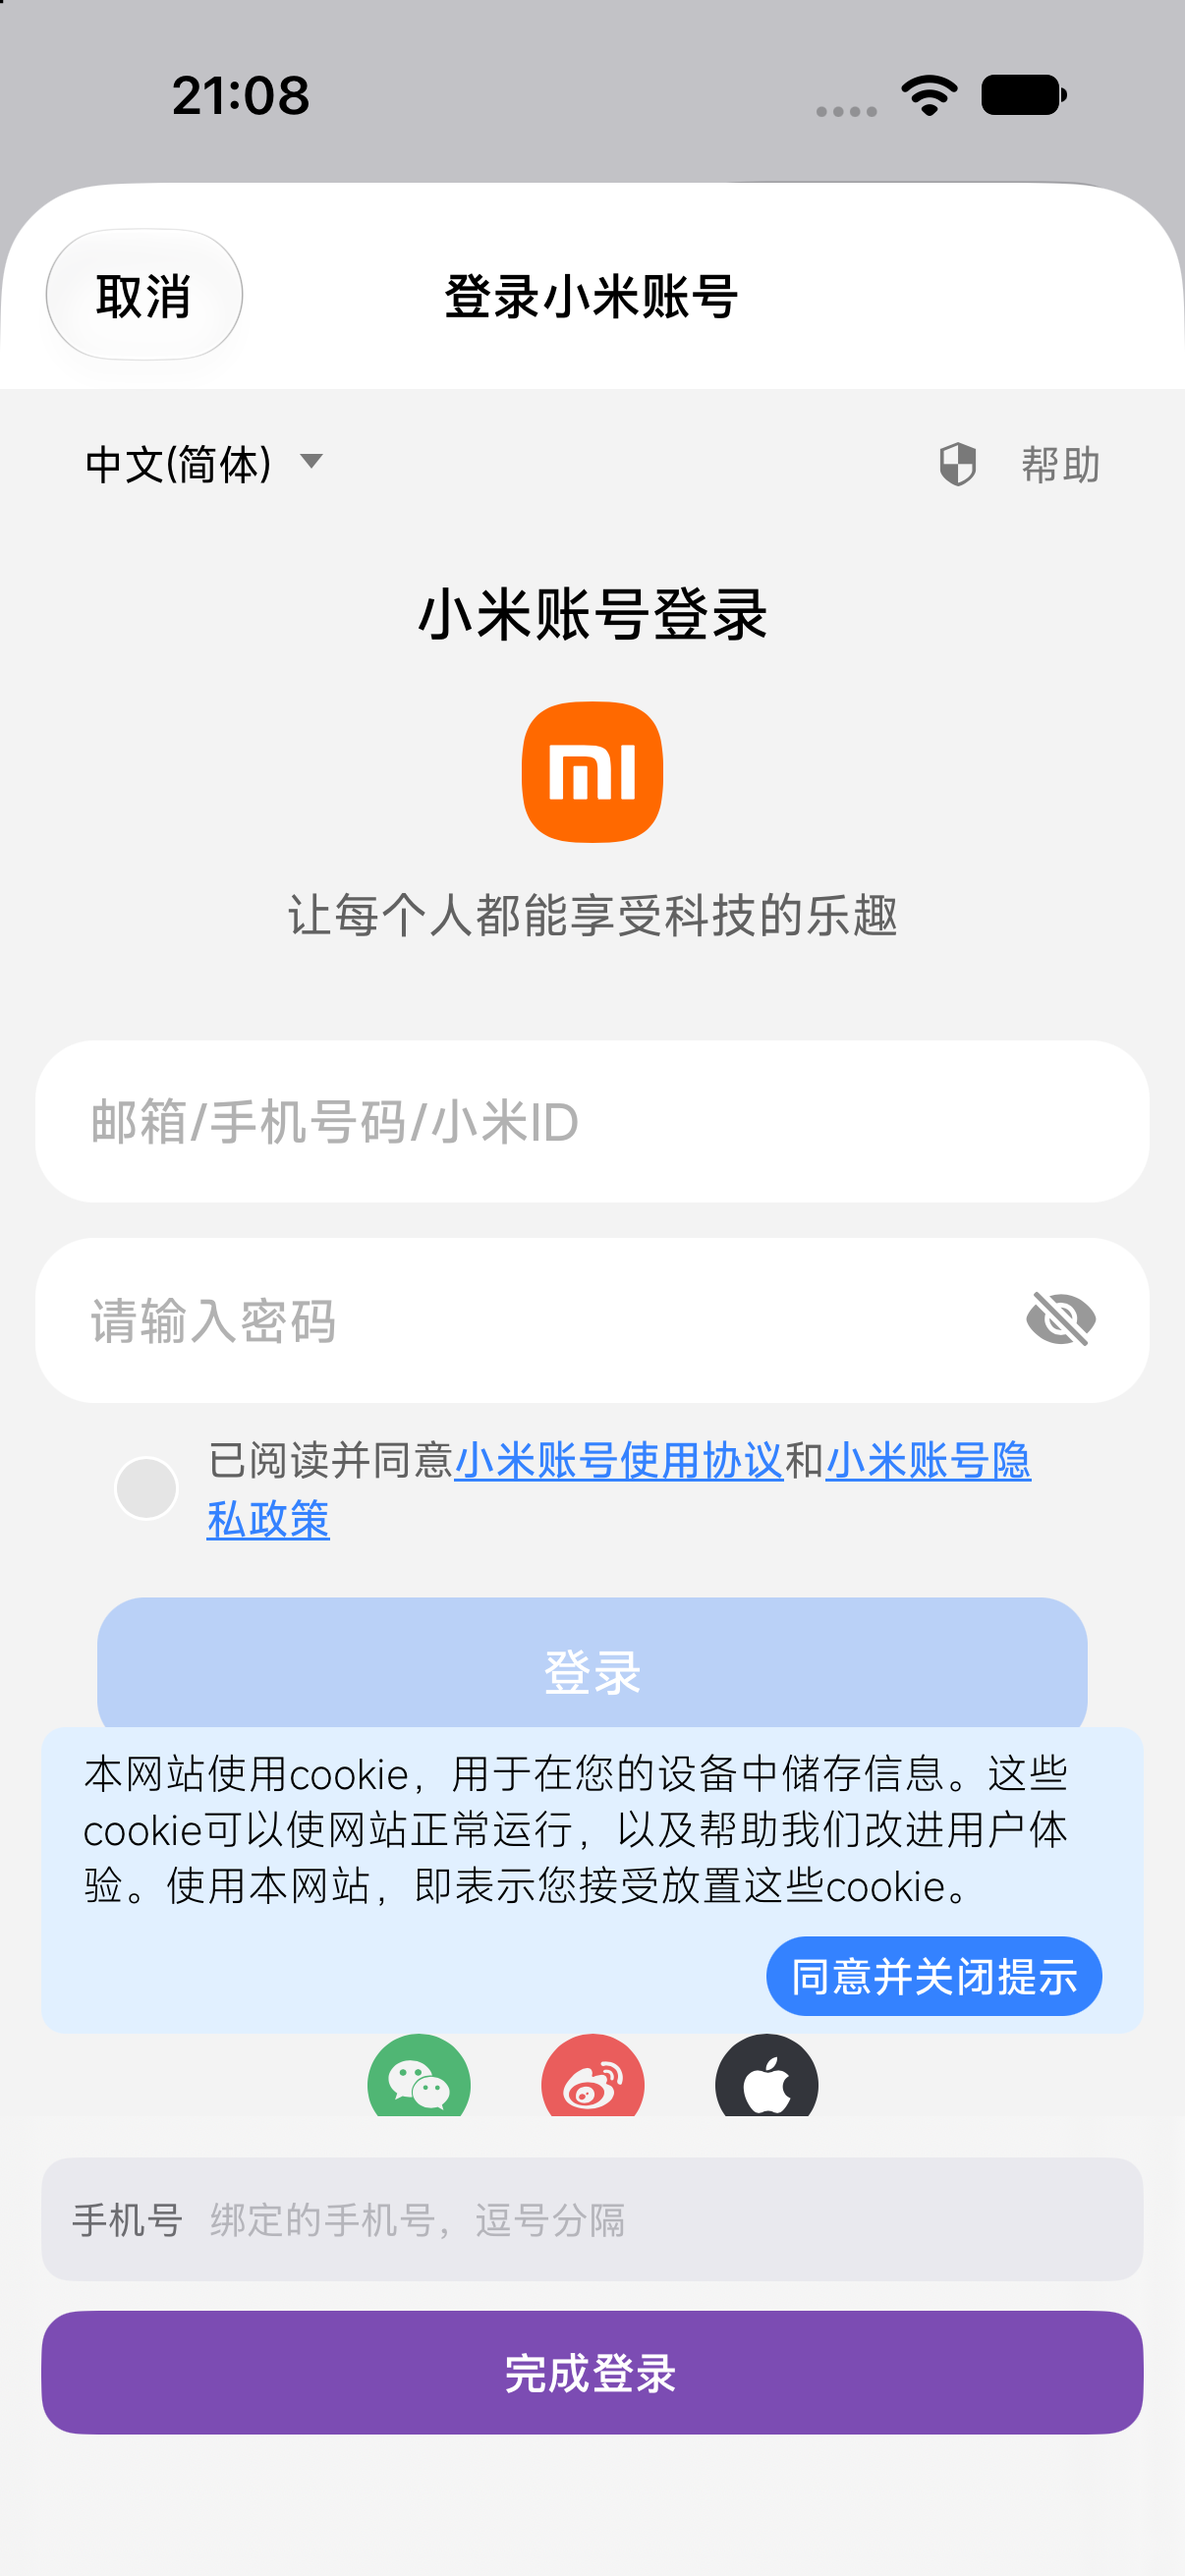 21:08
取消
登录小米账号
中文(简体)
帮助
小米账号登录
让每个人都能享受科技的乐趣
邮箱/手机号码/小米ID
请输入密码
已阅读并同意小米账号使用协议和小米账号隐
私政策
登录
本网站使用cookie，用于在您的设备中储存信息。这些
cookie可以使网站正常运行，以及帮助我们改进用户体
验。使用本网站，即表示您接受放置这些cookie。
同意并关闭提示
手机号 绑定的手机号，逗号分隔
完成登录